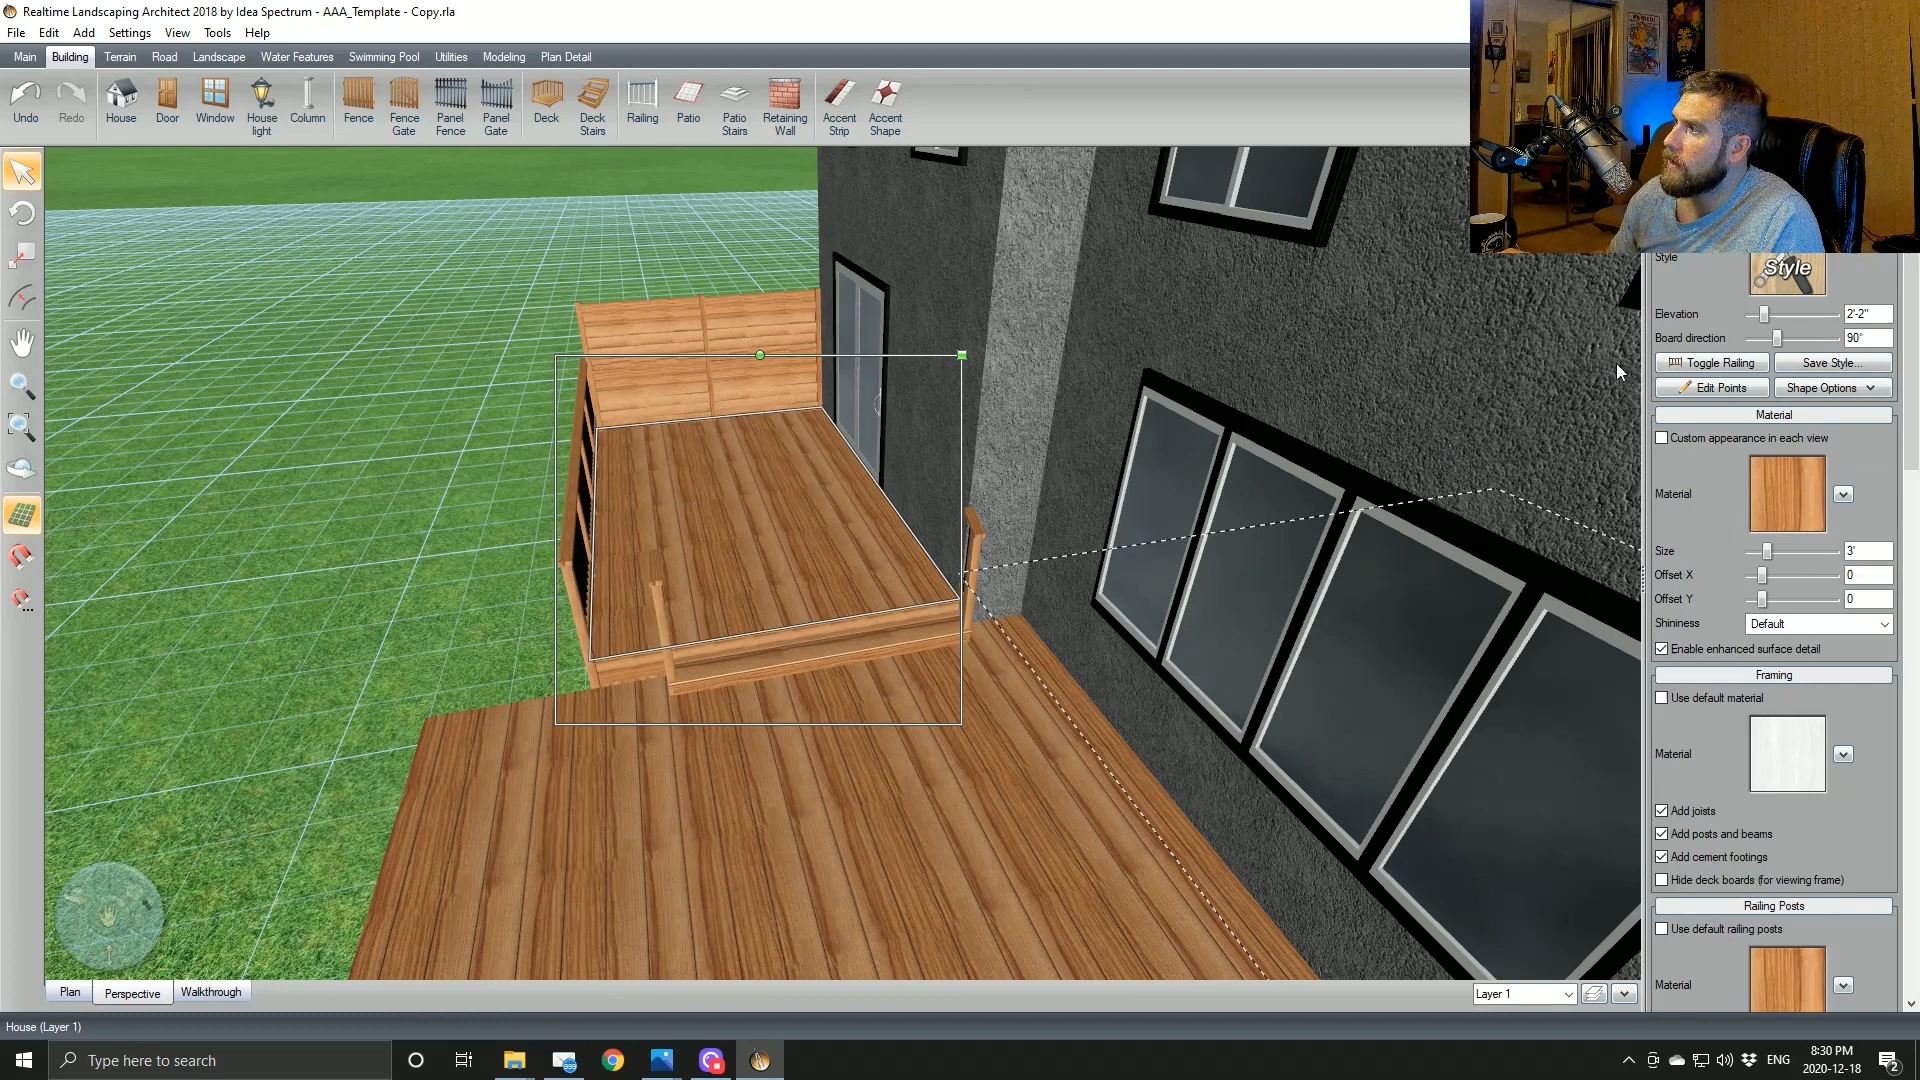 Realtime Landscaping Architect 2018 by Idea Spectrum - AAA_Template - Copy.rla
File Edit Add Settings View Tools Help
Main Building Terrain Road Landscape Water Features Swimming Pool Utilities Modeling Plan Detail
Undo Redo House Door Window House light Column Fence Fence Gate Panel Fence Panel Gate Deck Deck Stairs Railing Patio Patio Stairs Retaining Wall Accent Strip Accent Shape
Style
Style
Elevation 2'-2"
Board direction 90°
Toggle Railing Save Style...
Edit Points Shape Options
Material
Custom appearance in each view
Material
Size 3'
Offset X 0
Offset Y 0
Shininess Default
Enable enhanced surface detail
Framing
Use default material
Material
Add joists
Add posts and beams
Add cement footings
Hide deck boards (for viewing frame)
Railing Posts
Use default railing posts
Material
Plan Perspective Walkthrough
Layer 1
House (Layer 1)
Type here to search
ENG
8:30 PM
2020-12-18
2